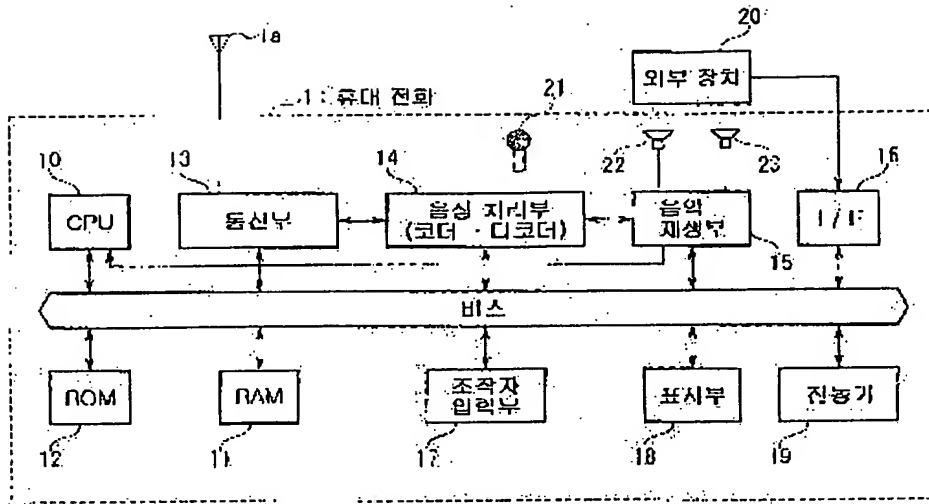 20
1a
외부 장치
1 : 휴대 전화
21
22
23
10
13
14
16
CPU
통신부
음성 처리부
(코더 · 디코더)
음악
재생부
I/F
15
버스
ROM
RAM
조작자
입력부
표시부
진동기
12
11
17
18
19